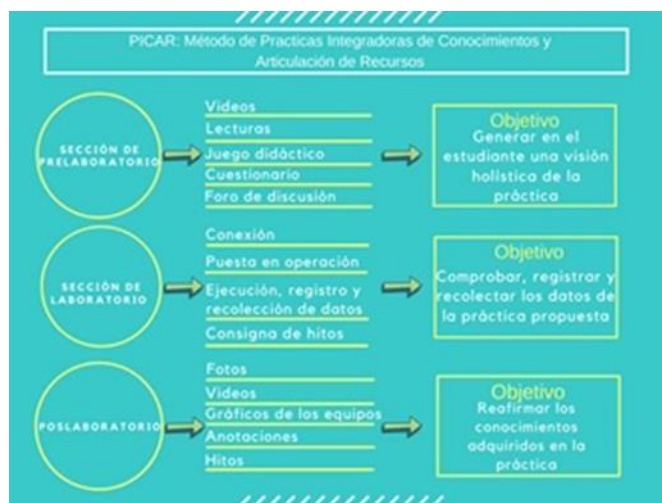 PICAR: Método de Practicas Integradoras de Conocimientos y
Articulación de Recursos
SECCIÓN DE
PRELABORATORIO
Videos
Lecturas
Juego didáctico
Cuestionario
Foro de discusión
Objetivo
Generar en el
estudiante una visión
holística de la
práctica
SECCIÓN DE
LABORATORIO
Conexión
Puesta en operación
Ejecución, registro y
recolección de datos
Consigna de hitos
Objetivo
Comprobar, registrar y
recolectar los datos de
la práctica propuesta
POSLABORATORIO
Fotos
Videos
Gráficos de los equipos
Anotaciones
Hitos
Objetivo
Reafirmar los
conocimientos
adquiridos en la
práctica